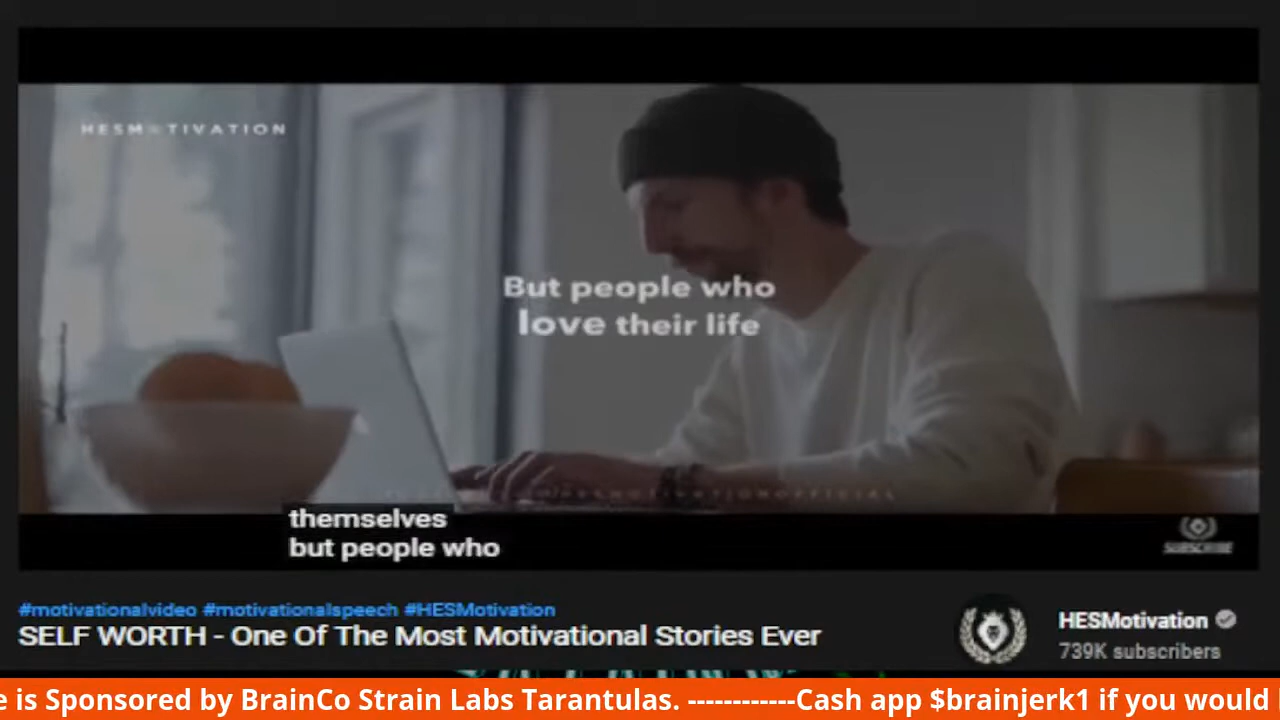 HESMOTIVATION
But people who
love their life
themselves
but people who
SUBSCRIBE
#motivationalvideo #motivationalspeech #HESMotivation
SELF WORTH - One Of The Most Motivational Stories Ever
HESMotivation
739K subscribers
e is Sponsored by BrainCo Strain Labs Tarantulas. ------------Cash app $brainjerk1 if you would